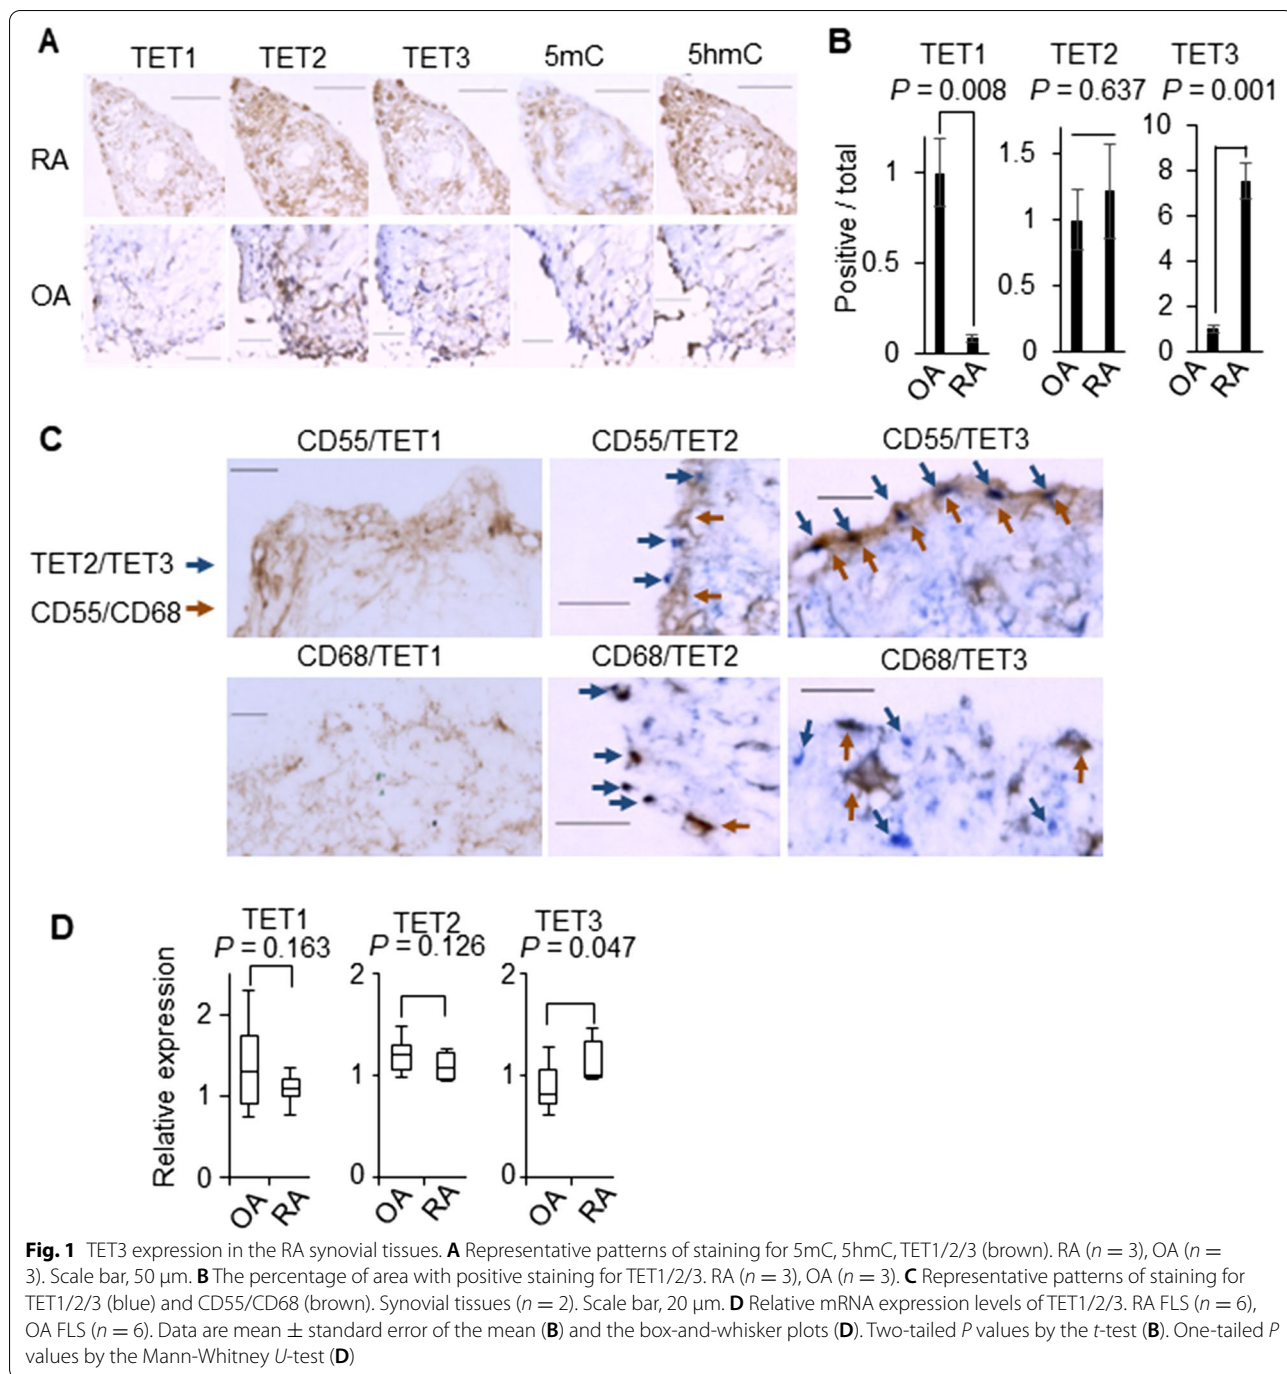 A
TET1 TET2 TET3 5mC 5hmC
RA
OA
B
TET1 TET2 TET3
P = 0.008 P = 0.637 P = 0.001
Positive / total
1
0.5
0
OA RA
1.5
1
0.5
0
OA RA
10
8
6
4
2
0
OA RA
C
CD55/TET1 CD55/TET2 CD55/TET3
TET2/TET3
CD55/CD68
CD68/TET1 CD68/TET2 CD68/TET3
D
TET1 TET2 TET3
P = 0.163 P = 0.126 P = 0.047
Relative expression
2
1
0
OA RA
2
1
0
OA RA
2
1
0
OA RA
Fig. 1 TET3 expression in the RA synovial tissues. A Representative patterns of staining for 5mC, 5hmC, TET1/2/3 (brown). RA (n = 3), OA (n =
3). Scale bar, 50 μm. B The percentage of area with positive staining for TET1/2/3. RA (n = 3), OA (n = 3). C Representative patterns of staining for
TET1/2/3 (blue) and CD55/CD68 (brown). Synovial tissues (n = 2). Scale bar, 20 μm. D Relative mRNA expression levels of TET1/2/3. RA FLS (n = 6),
OA FLS (n = 6). Data are mean ± standard error of the mean (B) and the box-and-whisker plots (D). Two-tailed P values by the t-test (B). One-tailed P
values by the Mann-Whitney U-test (D)